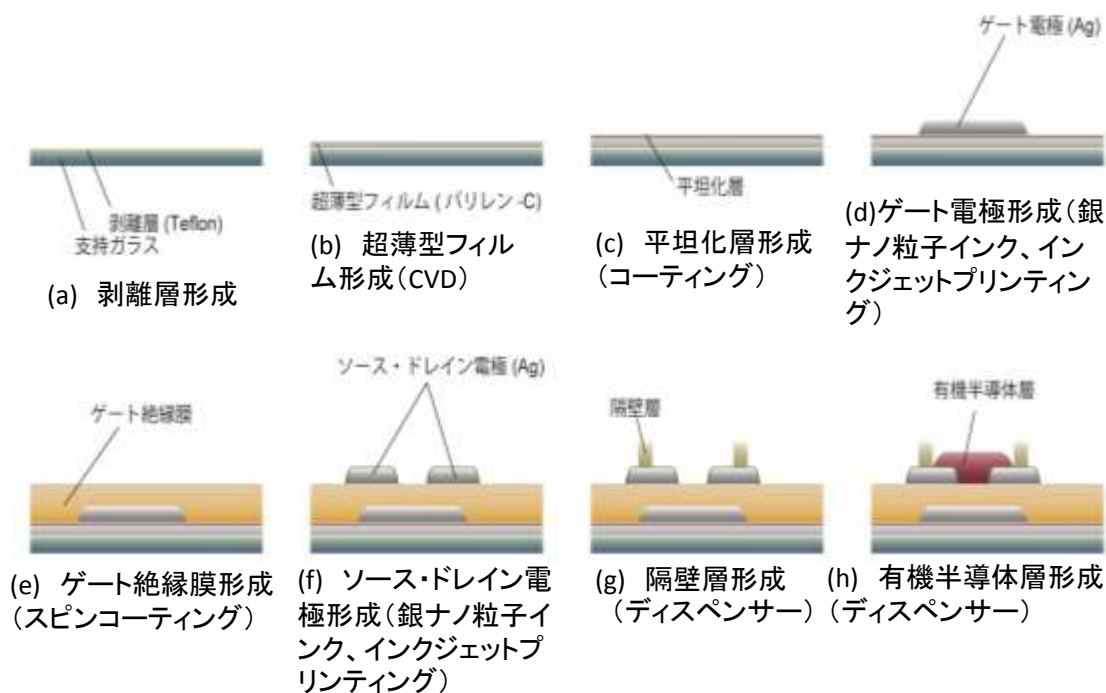 ゲート電極 (Ag)
剥離層 (Teflon)
支持ガラス
(a) 剥離層形成
超薄型フィルム ( パリレン -C)
(b) 超薄型フィル
ム形成（CVD）
平坦化層
(c) 平坦化層形成
（コーティング）
(d)ゲート電極形成（銀
ナノ粒子インク、イン
クジェットプリンティン
グ）
ゲート絶縁膜
(e) ゲート絶縁膜形成
（スピンコーティング）
ソース・ドレイン電極 (Ag)
(f) ソース・ドレイン電
極形成（銀ナノ粒子イ
ンク、インクジェットプ
リンティング）
隔壁層
(g) 隔壁層形成
（ディスペンサー）
有機半導体層
(h) 有機半導体層形成
（ディスペンサー）